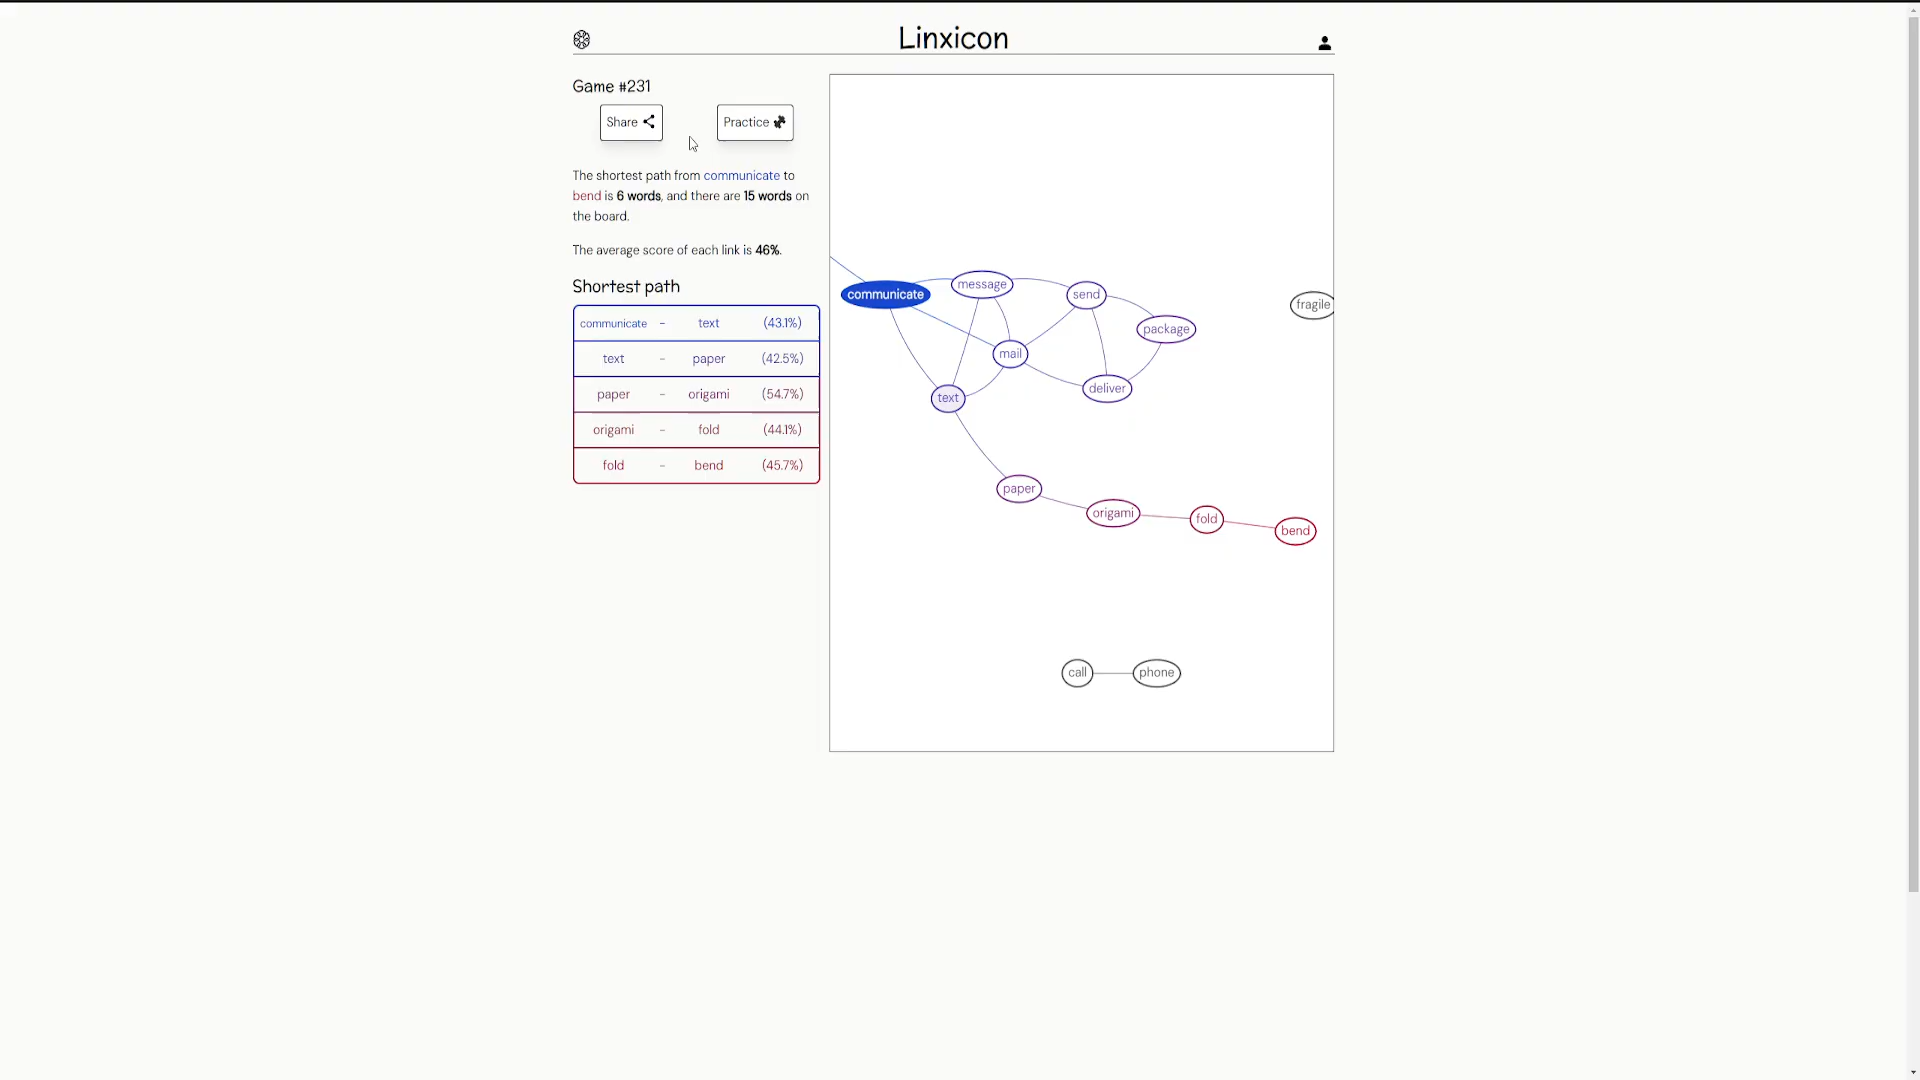 Linxicon
Game #231
Share
Practice
The shortest path from communicate to
bend is 6 words, and there are 15 words on
the board.
The average score of each link is 46%.
Shortest path
communicate - text (43.1%)
text - paper (42.5%)
paper - origami (54.7%)
origami - fold (44.1%)
fold - bend (45.7%)
message
communicate
send
fragile
package
mail
deliver
text
paper
origami
fold
bend
call
phone